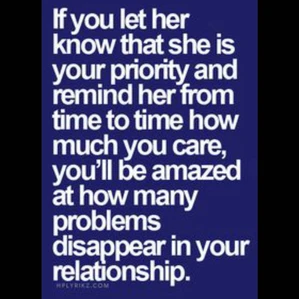 If you let her
know that she is
your priority and
remind her from
time to time how
much you care,
you'll be amazed
at how many
problems
disappear in your
relationship.
HPLYRIKZ.COM